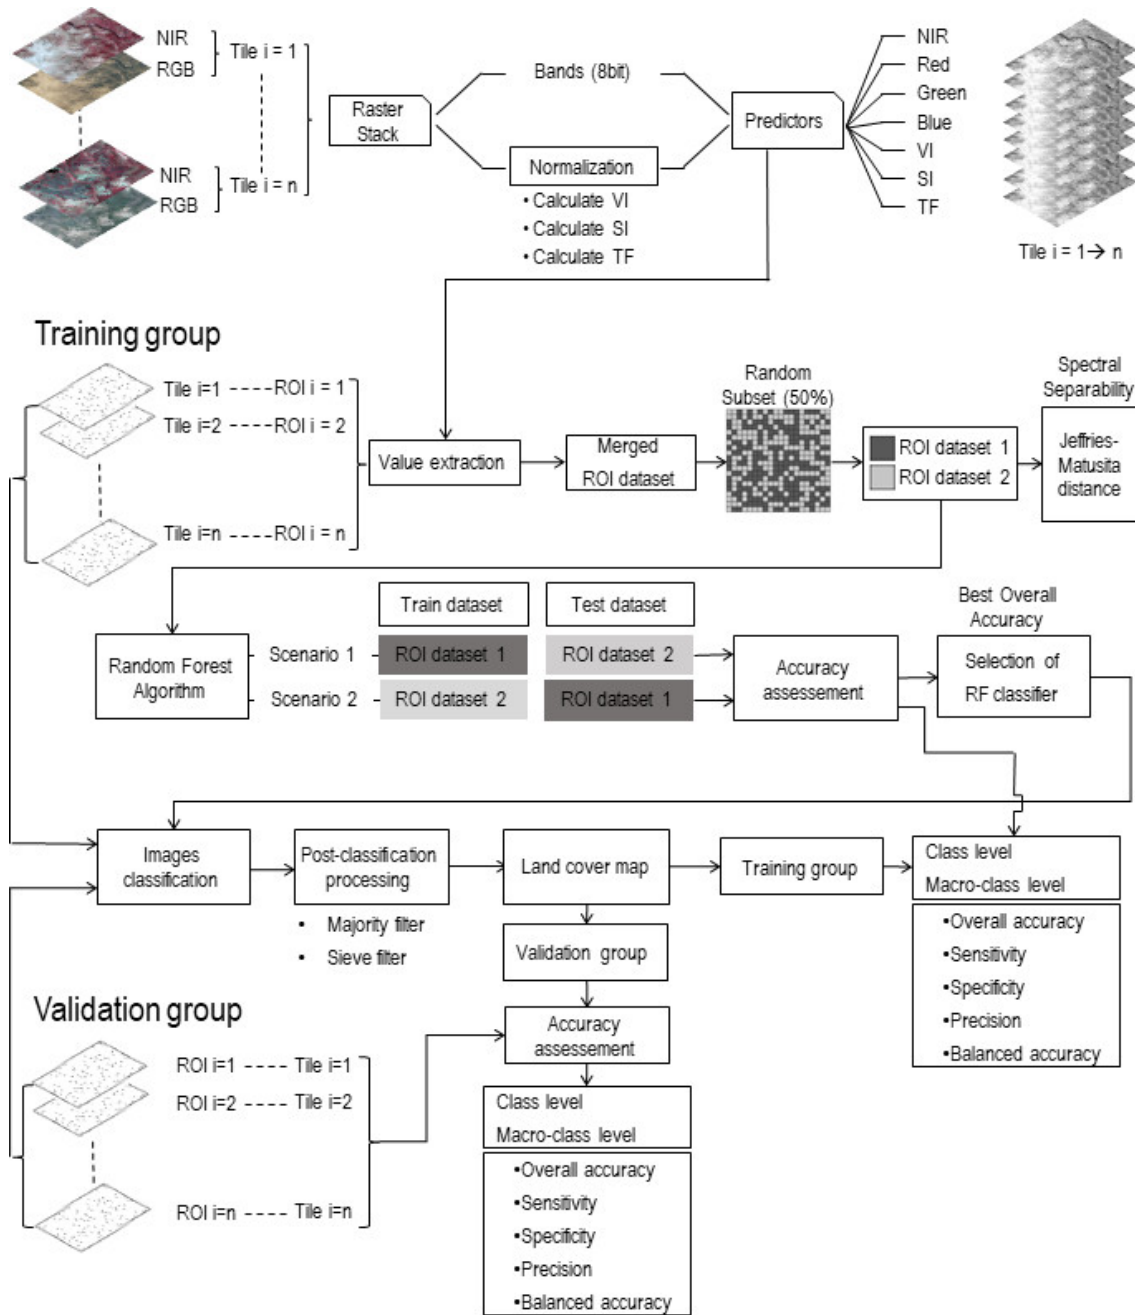 NIR
RGB
Tile i = 1
NIR
RGB
Tile i = n
Raster
Stack
Bands (8bit)
Normalization
• Calculate VI
• Calculate SI
• Calculate TF
Predictors
NIR
Red
Green
Blue
VI
SI
TF
Tile i = 1→ n
Training group
Tile i=1 ----- ROI i = 1
Tile i=2 ----- ROI i = 2
Tile i=n ----- ROI i = n
Value extraction
Merged
ROI dataset
Random
Subset (50%)
ROI dataset 1
ROI dataset 2
Spectral
Separability
Jeffries-
Matusita
distance
Random Forest
Algorithm
Train dataset
Test dataset
Scenario 1
ROI dataset 1
ROI dataset 2
Scenario 2
ROI dataset 2
ROI dataset 1
Accuracy
assessement
Best Overall
Accuracy
Selection of
RF classifier
Images
classification
Post-classification
processing
• Majority filter
• Sieve filter
Land cover map
Training group
Class level
Macro-class level
•Overall accuracy
•Sensitivity
•Specificity
•Precision
•Balanced accuracy
Validation group
Accuracy
assessement
Class level
Macro-class level
•Overall accuracy
•Sensitivity
•Specificity
•Precision
•Balanced accuracy
Validation group
ROI i=1 ---- Tile i=1
ROI i=2 ---- Tile i=2
ROI i=n ---- Tile i=n